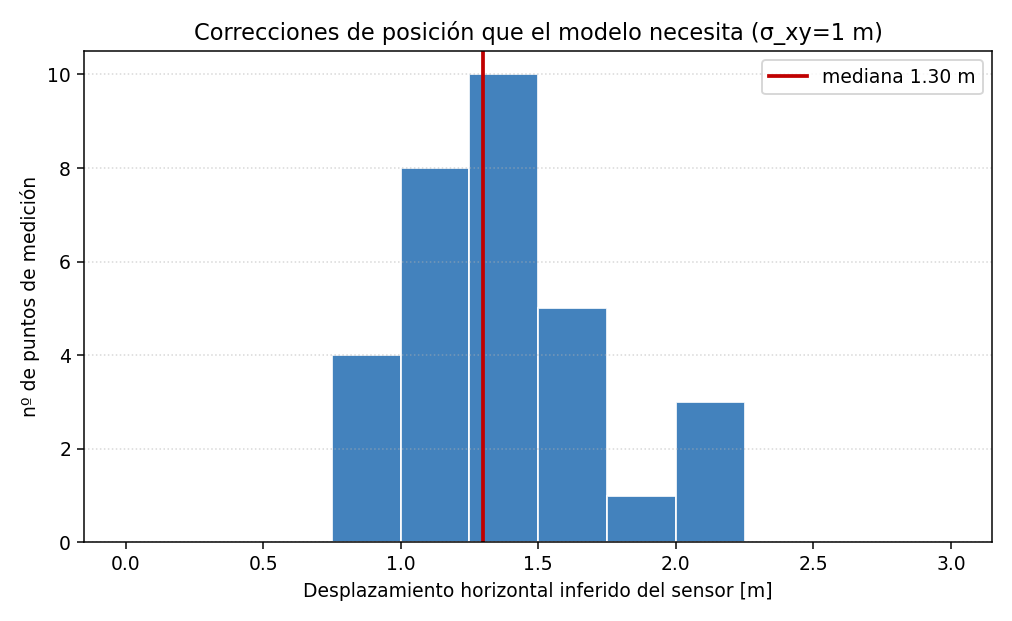 Correcciones de posición que el modelo necesita (σ_xy=1 m)
mediana 1.30 m
nº de puntos de medición
10
8
6
4
2
0
0.0 0.5 1.0 1.5 2.0 2.5 3.0
Desplazamiento horizontal inferido del sensor [m]